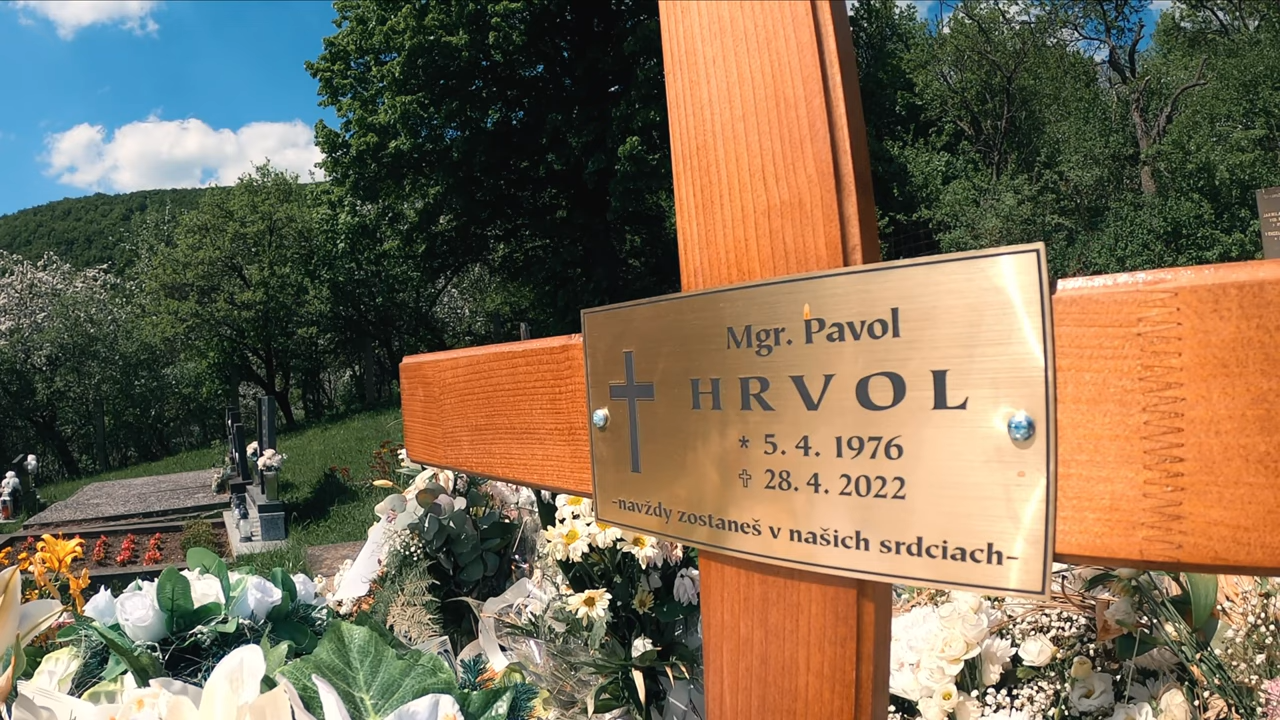 Mgr. Pavol
HRVOL
* 5. 4. 1976
✝ 28. 4. 2022
-navždy zostaneš v našich srdciach-